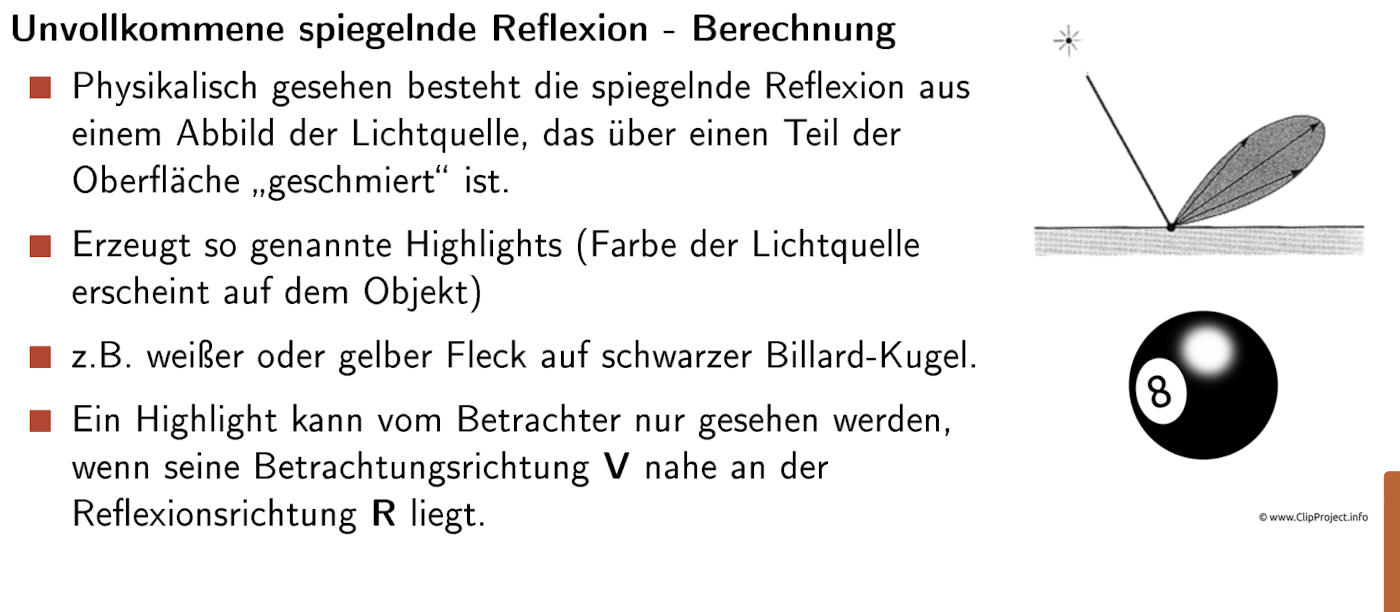 Unvollkommene spiegelnde Reflexion - Berechnung
Physikalisch gesehen besteht die spiegelnde Reflexion aus
einem Abbild der Lichtquelle, das über einen Teil der
Oberfläche „geschmiert“ ist.
Erzeugt so genannte Highlights (Farbe der Lichtquelle
erscheint auf dem Objekt)
z.B. weißer oder gelber Fleck auf schwarzer Billard-Kugel.
Ein Highlight kann vom Betrachter nur gesehen werden,
wenn seine Betrachtungsrichtung V nahe an der
Reflexionsrichtung R liegt.
8
© www.ClipProject.info